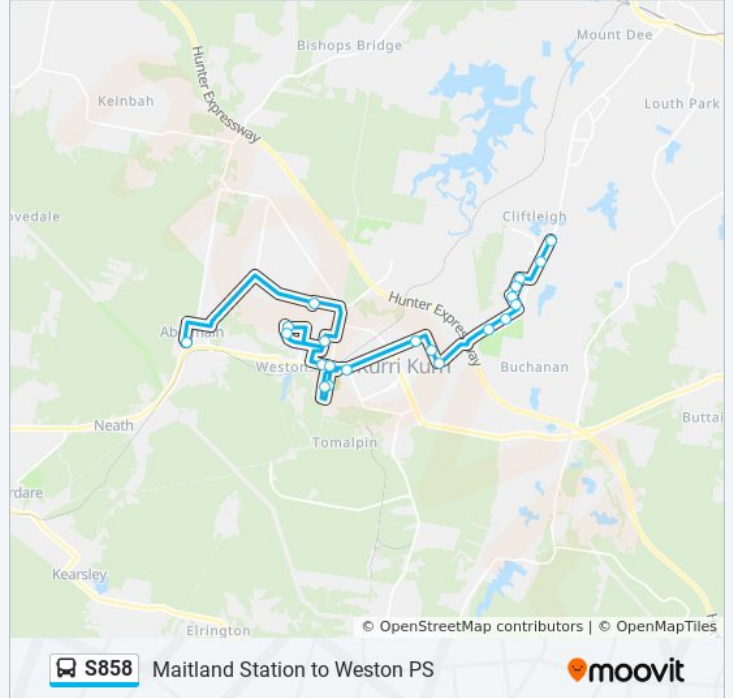 Mount Dee
Bishops Bridge
Hunter Expressway
Keinbah
Louth Park
ovedale
Cliftleigh
Hunter Expressway
Abermain
Weston
Kurri Kurri
Buchanan
Neath
Buttai
Tomalpin
rdare
Kearsley
Elrington
H
© OpenStreetMap contributors | © OpenMapTiles
S858 Maitland Station to Weston PS
moovit